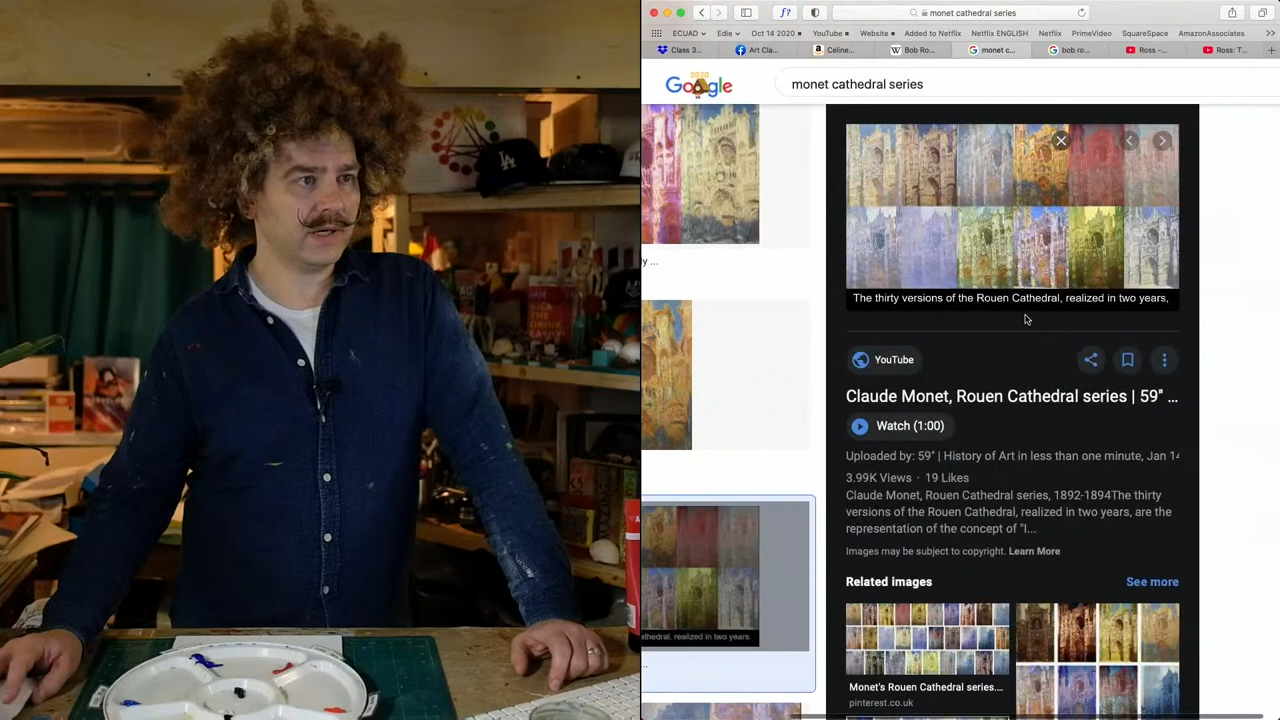 monet cathedral series
ECUAD
Edie
Oct 14 2020
YouTube
Website
Added to Netflix
Netflix ENGLISH
Netflix
PrimeVideo
SquareSpace
AmazonAssociates
Class 3...
Art Cla...
Celine...
Bob Ro...
monet c...
bob ro...
Ross -...
Ross: T...
2020
Google
monet cathedral series
y ...
The thirty versions of the Rouen Cathedral, realized in two years,
YouTube
Claude Monet, Rouen Cathedral series | 59" ...
Watch (1:00)
Uploaded by: 59" | History of Art in less than one minute, Jan 14
3.99K Views · 19 Likes
Claude Monet, Rouen Cathedral series, 1892-1894The thirty
versions of the Rouen Cathedral, realized in two years, are the
representation of the concept of "I...
Images may be subject to copyright. Learn More
Related images
See more
athedral, realized in two years.
Monet's Rouen Cathedral series....
pinterest.co.uk
LA
KICK
THE
DRINK